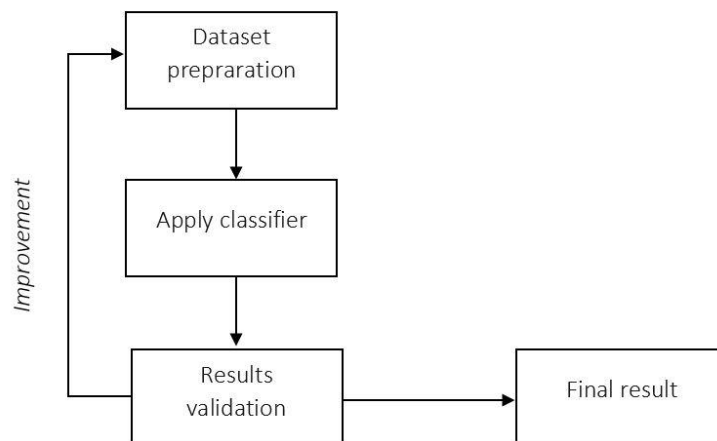 Dataset
prepraration
Apply classifier
Improvement
Results
validation
Final result